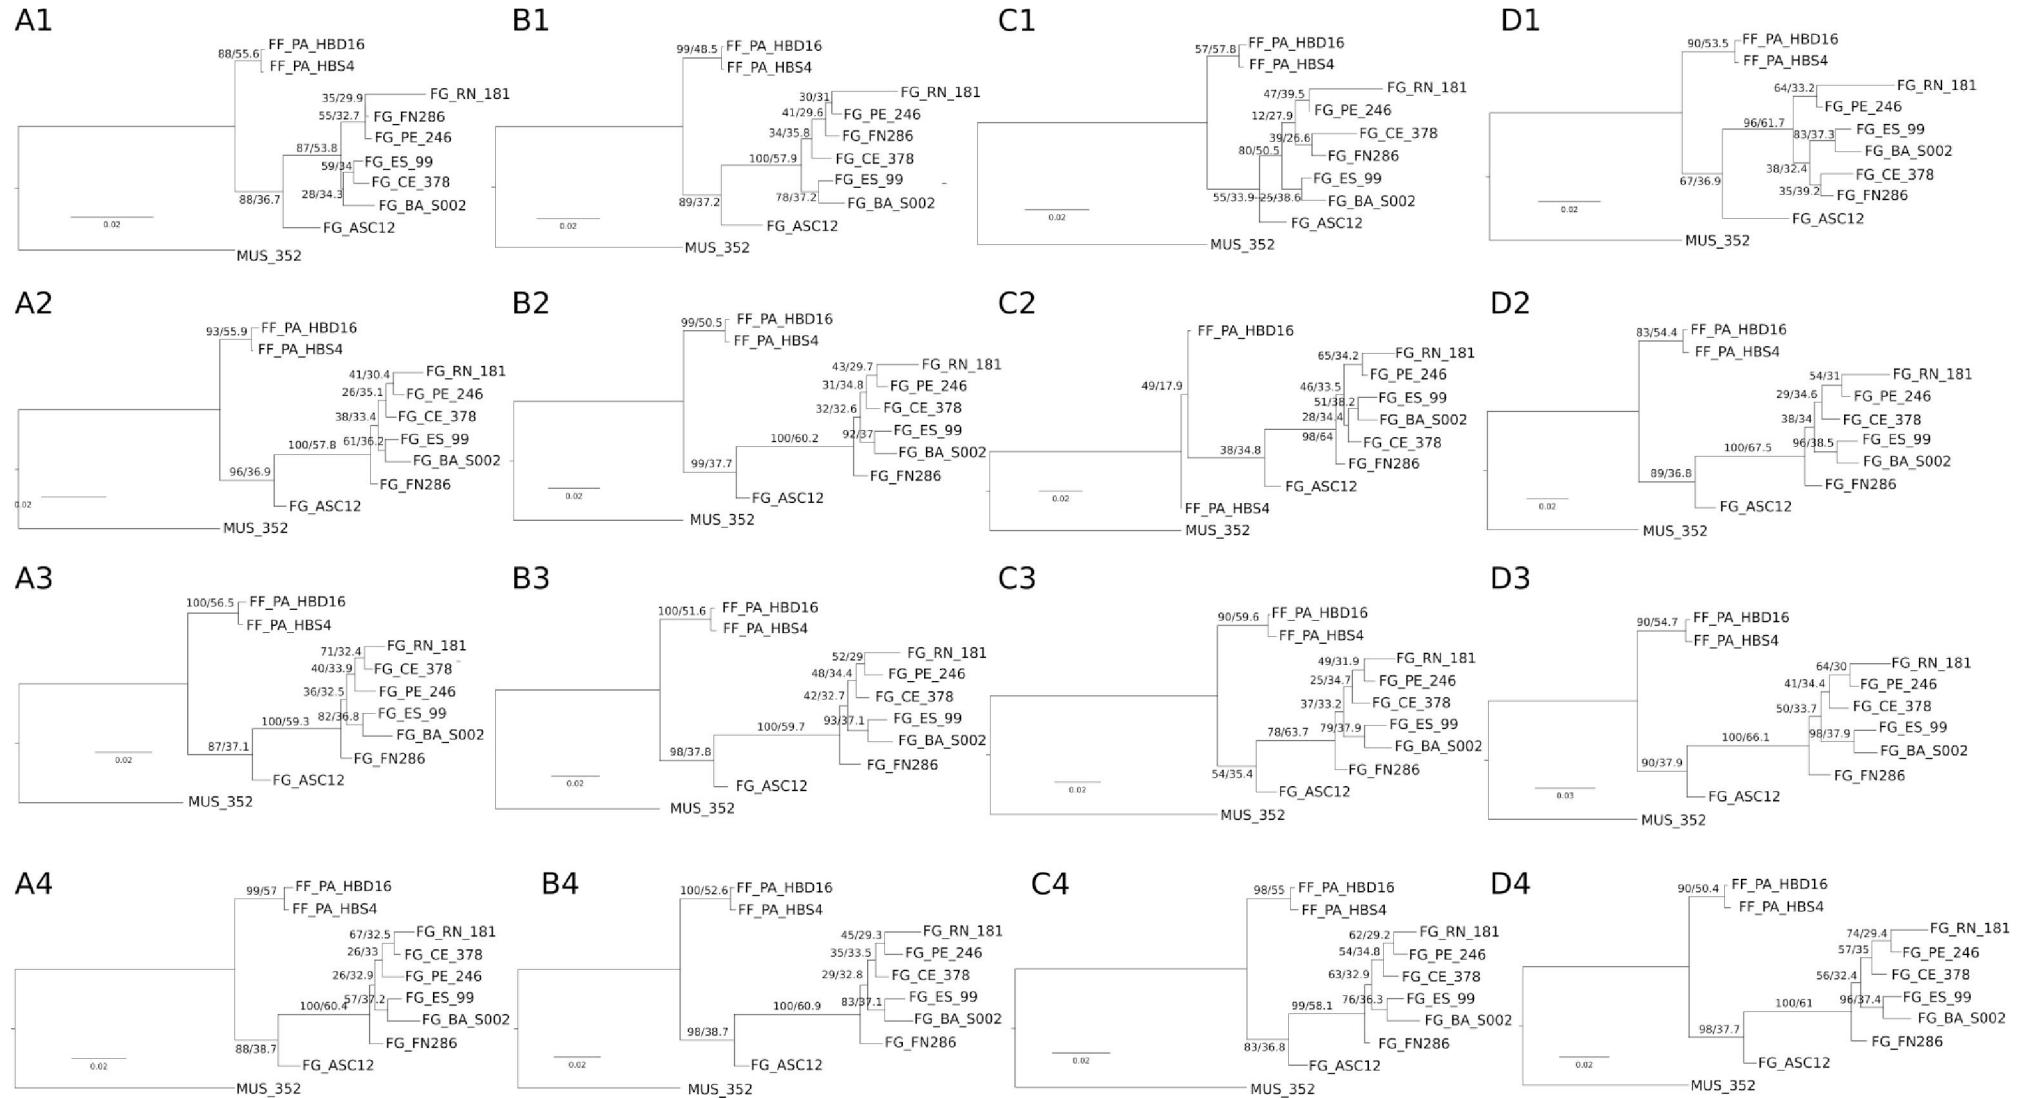 A1
88/55.6
FF_PA_HBD16
FF_PA_HBS4
35/29.9
FG_RN_181
55/32.7
FG_FN286
FG_PE_246
87/53.8
59/34
FG_ES_99
FG_CE_378
28/34.3
FG_BA_S002
88/36.7
FG_ASC12
0.02
MUS_352
B1
99/48.5
FF_PA_HBD16
FF_PA_HBS4
30/31
FG_RN_181
41/29.6
FG_PE_246
34/35.8
FG_FN286
100/57.9
FG_CE_378
FG_ES_99
78/37.2
FG_BA_S002
89/37.2
FG_ASC12
0.02
MUS_352
C1
57/57.8
FF_PA_HBD16
FF_PA_HBS4
47/39.5
FG_RN_181
FG_PE_246
12/27.9
FG_CE_378
39/26.6
80/50.5
FG_FN286
FG_ES_99
55/33.9
25/38.6
FG_BA_S002
0.02
FG_ASC12
MUS_352
D1
90/53.5
FF_PA_HBD16
FF_PA_HBS4
64/33.2
FG_RN_181
FG_PE_246
96/61.7
FG_ES_99
83/37.3
FG_BA_S002
38/32.4
FG_CE_378
67/36.9
35/39.2
FG_FN286
0.02
FG_ASC12
MUS_352
A2
93/55.9
FF_PA_HBD16
FF_PA_HBS4
41/30.4
FG_RN_181
26/35.1
FG_PE_246
38/33.4
FG_CE_378
100/57.8
61/36.2
FG_ES_99
FG_BA_S002
96/36.9
FG_FN286
0.02
FG_ASC12
MUS_352
B2
99/50.5
FF_PA_HBD16
FF_PA_HBS4
43/29.7
FG_RN_181
31/34.8
FG_PE_246
32/32.6
FG_CE_378
100/60.2
92/37
FG_ES_99
FG_BA_S002
99/37.7
FG_FN286
0.02
FG_ASC12
MUS_352
C2
FF_PA_HBD16
65/34.2
FG_RN_181
FG_PE_246
49/17.9
46/33.5
51/38.2
FG_ES_99
28/34.4
FG_BA_S002
98/64
FG_CE_378
38/34.8
FG_FN286
0.02
FG_ASC12
FF_PA_HBS4
MUS_352
D2
83/54.4
FF_PA_HBD16
FF_PA_HBS4
54/31
FG_RN_181
29/34.6
FG_PE_246
38/34
FG_CE_378
100/67.5
96/38.5
FG_ES_99
FG_BA_S002
89/36.8
FG_FN286
0.02
FG_ASC12
MUS_352
A3
100/56.5
FF_PA_HBD16
FF_PA_HBS4
71/32.4
FG_RN_181
40/33.9
FG_CE_378
36/32.5
FG_PE_246
100/59.3
82/36.8
FG_ES_99
FG_BA_S002
87/37.1
FG_FN286
0.02
FG_ASC12
MUS_352
B3
100/51.6
FF_PA_HBD16
FF_PA_HBS4
52/29
FG_RN_181
48/34.4
FG_PE_246
42/32.7
FG_CE_378
100/59.7
93/37.1
FG_ES_99
FG_BA_S002
98/37.8
FG_FN286
0.02
FG_ASC12
MUS_352
C3
90/59.6
FF_PA_HBD16
FF_PA_HBS4
49/31.9
FG_RN_181
25/34.7
FG_PE_246
37/33.2
FG_CE_378
78/63.7
79/37.9
FG_ES_99
FG_BA_S002
54/35.4
FG_FN286
0.02
FG_ASC12
MUS_352
D3
90/54.7
FF_PA_HBD16
FF_PA_HBS4
64/30
FG_RN_181
41/34.4
FG_PE_246
50/33.7
FG_CE_378
100/66.1
98/37.9
FG_ES_99
FG_BA_S002
90/37.9
FG_FN286
0.03
FG_ASC12
MUS_352
A4
99/57
FF_PA_HBD16
FF_PA_HBS4
67/32.5
FG_RN_181
26/33
FG_CE_378
26/32.9
FG_PE_246
100/60.4
57/37.2
FG_ES_99
FG_BA_S002
88/38.7
FG_FN286
0.02
FG_ASC12
MUS_352
B4
100/52.6
FF_PA_HBD16
FF_PA_HBS4
45/29.3
FG_RN_181
35/33.5
FG_PE_246
29/32.8
FG_CE_378
100/60.9
83/37.1
FG_ES_99
FG_BA_S002
98/38.7
FG_FN286
0.02
FG_ASC12
MUS_352
C4
98/55
FF_PA_HBD16
FF_PA_HBS4
62/29.2
FG_RN_181
54/34.8
FG_PE_246
63/32.9
FG_CE_378
99/58.1
76/36.3
FG_ES_99
FG_BA_S002
83/36.8
FG_FN286
0.02
FG_ASC12
MUS_352
D4
90/50.4
FF_PA_HBD16
FF_PA_HBS4
74/29.4
FG_RN_181
57/35
FG_PE_246
56/32.4
FG_CE_378
100/61
96/37.4
FG_ES_99
FG_BA_S002
98/37.7
FG_FN286
0.02
FG_ASC12
MUS_352